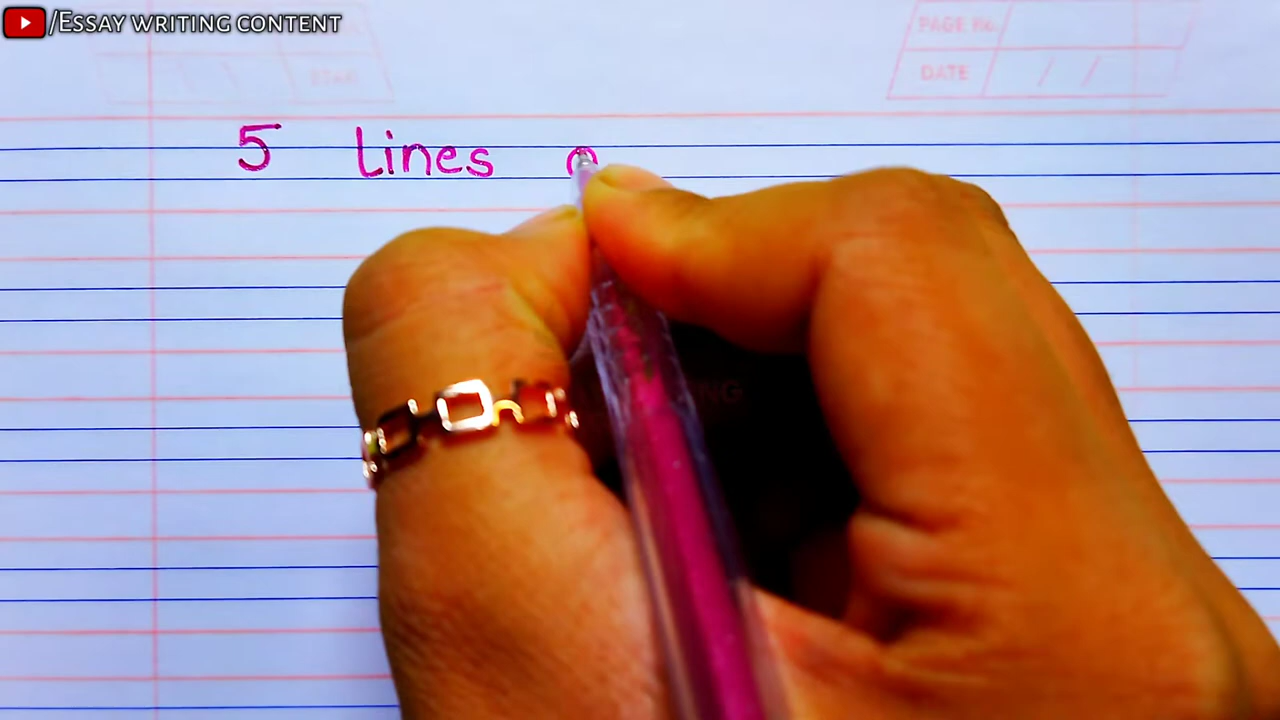 /Essay writing content
PAGE No.
DATE / /
5 lines